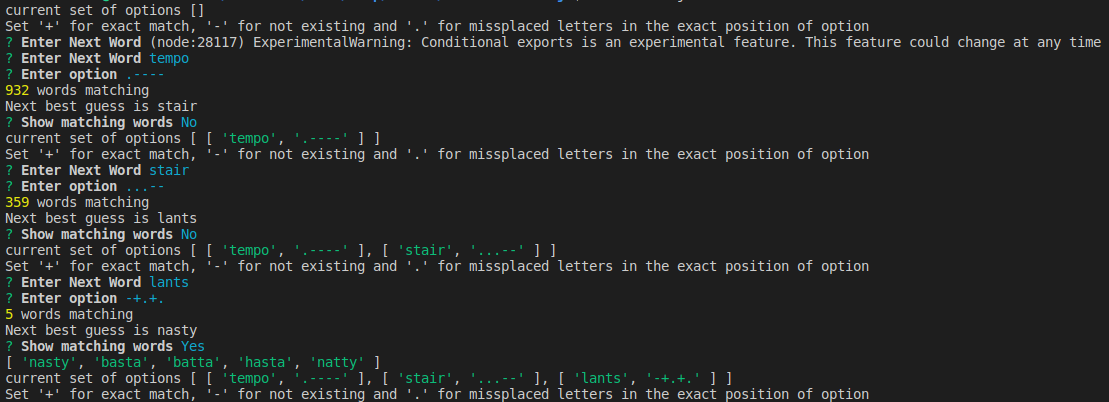 current set of options []
Set '+' for exact match, '-' for not existing and '.' for missplaced letters in the exact position of option
? Enter Next Word (node:28117) ExperimentalWarning: Conditional exports is an experimental feature. This feature could change at any time
? Enter Next Word tempo
? Enter option .----
932 words matching
Next best guess is stair
? Show matching words No
current set of options [ [ 'tempo', '.----' ] ]
Set '+' for exact match, '-' for not existing and '.' for missplaced letters in the exact position of option
? Enter Next Word stair
? Enter option ...--
359 words matching
Next best guess is lants
? Show matching words No
current set of options [ [ 'tempo', '.----' ], [ 'stair', '...--' ] ]
Set '+' for exact match, '-' for not existing and '.' for missplaced letters in the exact position of option
? Enter Next Word lants
? Enter option -+.+.
5 words matching
Next best guess is nasty
? Show matching words Yes
[ 'nasty', 'basta', 'batta', 'hasta', 'natty' ]
current set of options [ [ 'tempo', '.----' ], [ 'stair', '...--' ], [ 'lants', '-+.+.' ] ]
Set '+' for exact match, '-' for not existing and '.' for missplaced letters in the exact position of option